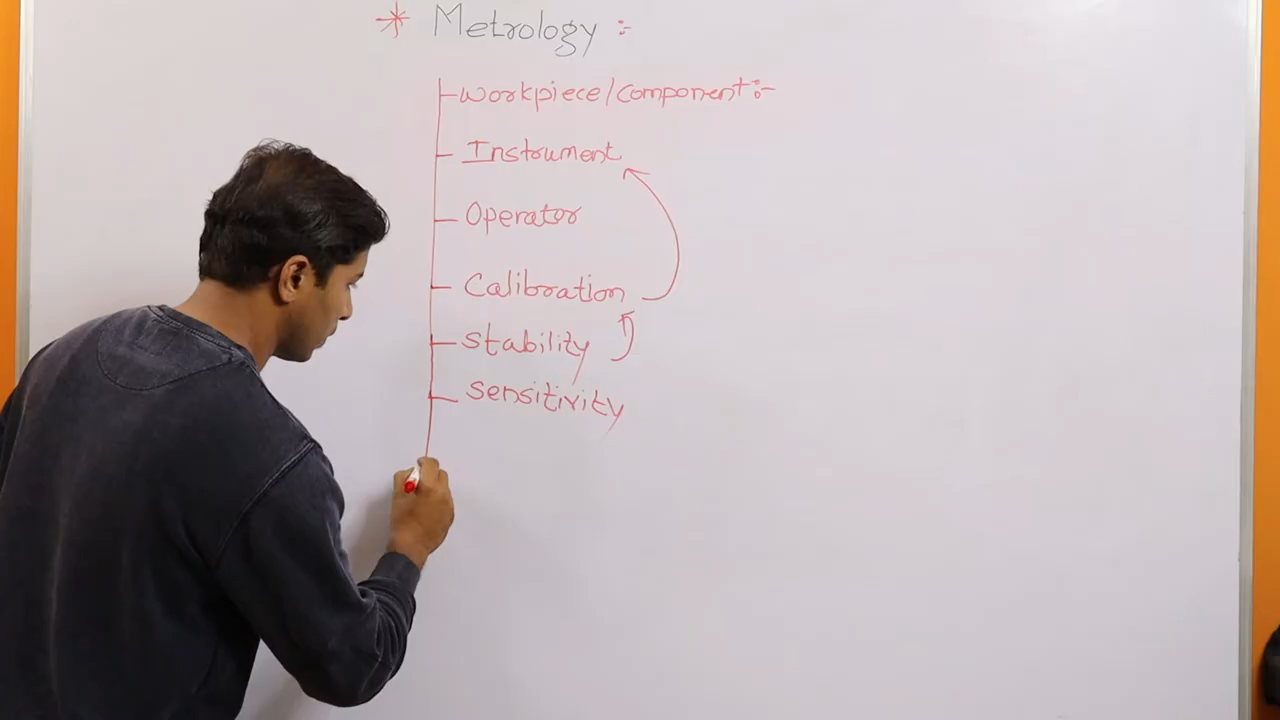 * Metrology :-
Workpiece/component :-
Instrument
Operator
Calibration
Stability
Sensitivity